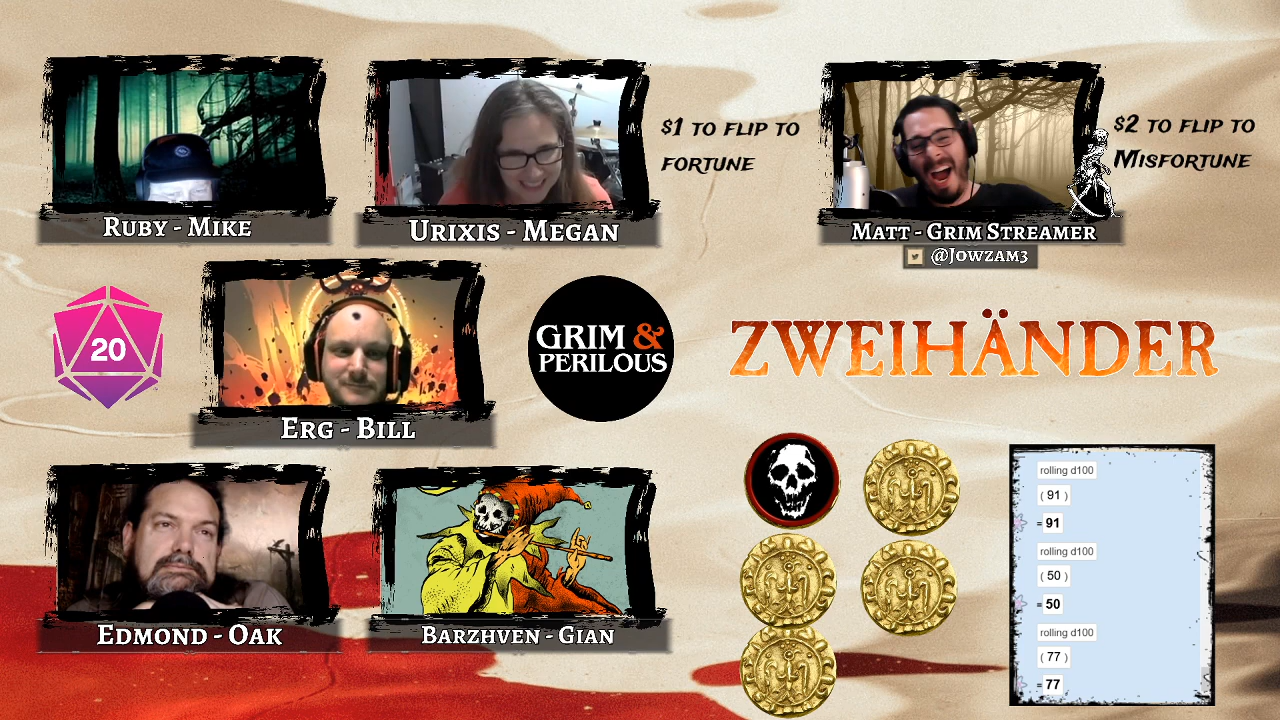 Ruby - Mike
Urixis - Megan
$1 to flip to
fortune
Matt - Grim Streamer
@Jowzam3
$2 to flip to
Misfortune
20
Erg - Bill
GRIM &
PERILOUS
ZWEIHÄNDER
Edmond - Oak
Barzhven - Gian
rolling d100
( 91 )
= 91
rolling d100
( 50 )
= 50
rolling d100
( 77 )
= 77